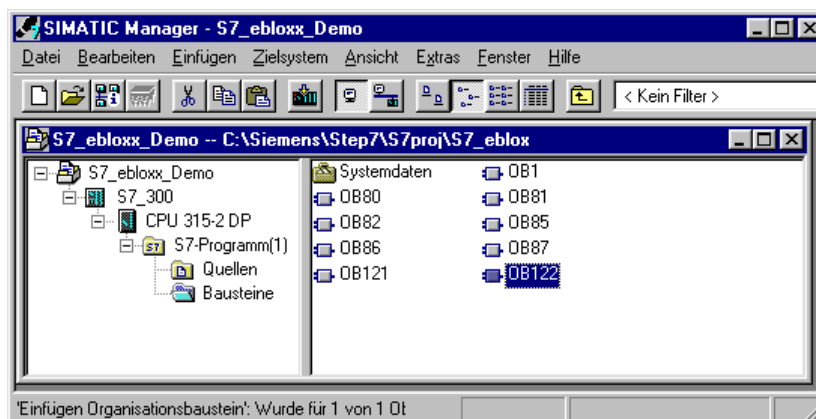 SIMATIC Manager - S7_ebloxx_Demo
Datei Bearbeiten Einfügen Zielsystem Ansicht Extras Fenster Hilfe
< Kein Filter >
S7_ebloxx_Demo -- C:\Siemens\Step7\S7proj\S7_eblox
S7_ebloxx_Demo
S7_300
CPU 315-2 DP
S7-Programm(1)
Quellen
Bausteine
Systemdaten OB1
OB80 OB81
OB82 OB85
OB86 OB87
OB121 OB122
'Einfügen Organisationsbaustein': Wurde für 1 von 1 Ot